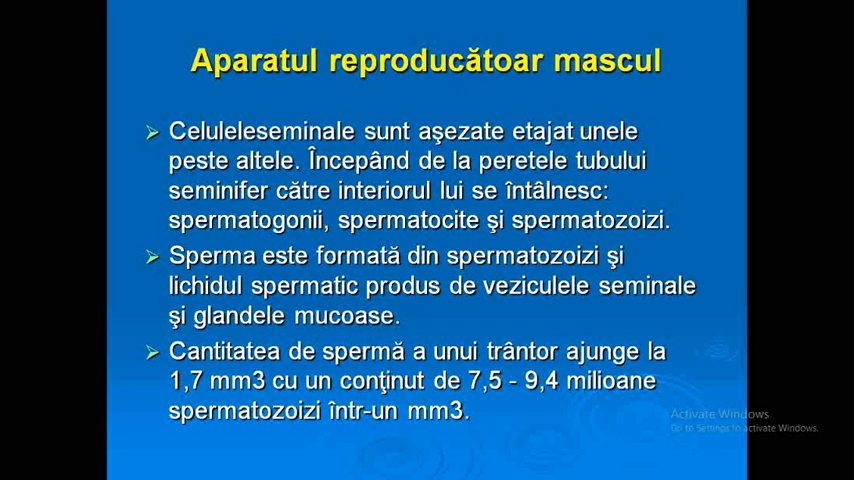 Aparatul reproducătoar mascul
Celuleleseminale sunt aşezate etajat unele
peste altele. Începând de la peretele tubului
seminifer către interiorul lui se întâlnesc:
spermatogonii, spermatocite şi spermatozoizi.
Sperma este formată din spermatozoizi şi
lichidul spermatic produs de veziculele seminale
şi glandele mucoase.
Cantitatea de spermă a unui trântor ajunge la
1,7 mm3 cu un conţinut de 7,5 - 9,4 milioane
spermatozoizi într-un mm3.
Activate Windows
Go to Settings to activate Windows.